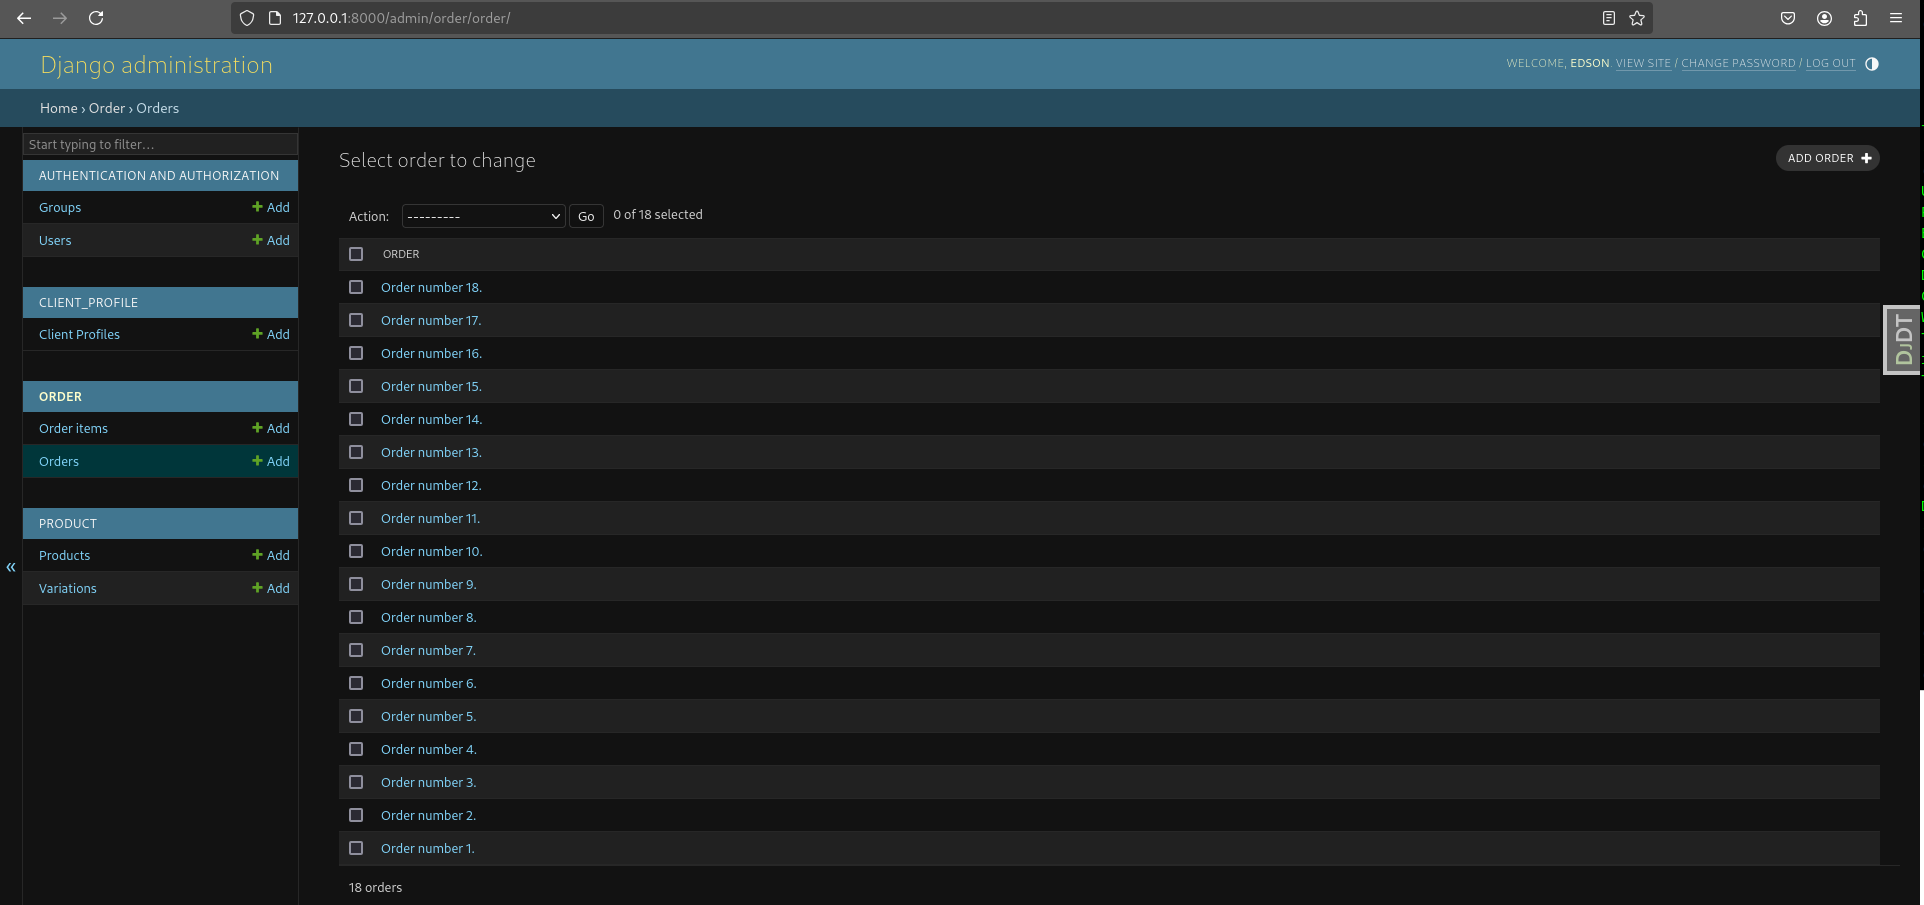 127.0.0.1:8000/admin/order/order/
Django administration
WELCOME, EDSON. VIEW SITE / CHANGE PASSWORD / LOG OUT
Home › Order › Orders
Start typing to filter...
AUTHENTICATION AND AUTHORIZATION
Groups + Add
Users + Add
CLIENT_PROFILE
Client Profiles + Add
ORDER
Order items + Add
Orders + Add
PRODUCT
Products + Add
Variations + Add
«
Select order to change
ADD ORDER +
Action: --------- Go 0 of 18 selected
ORDER
Order number 18.
Order number 17.
Order number 16.
Order number 15.
Order number 14.
Order number 13.
Order number 12.
Order number 11.
Order number 10.
Order number 9.
Order number 8.
Order number 7.
Order number 6.
Order number 5.
Order number 4.
Order number 3.
Order number 2.
Order number 1.
18 orders
DJDT